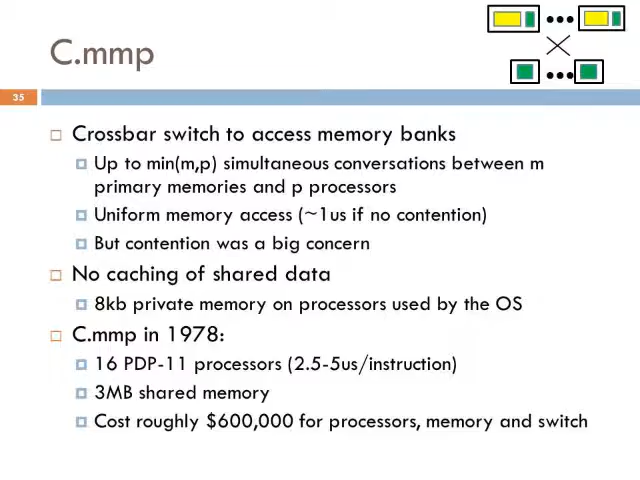 C.mmp
35
Crossbar switch to access memory banks
Up to min(m,p) simultaneous conversations between m
primary memories and p processors
Uniform memory access (~1us if no contention)
But contention was a big concern
No caching of shared data
8kb private memory on processors used by the OS
C.mmp in 1978:
16 PDP-11 processors (2.5-5us/instruction)
3MB shared memory
Cost roughly $600,000 for processors, memory and switch